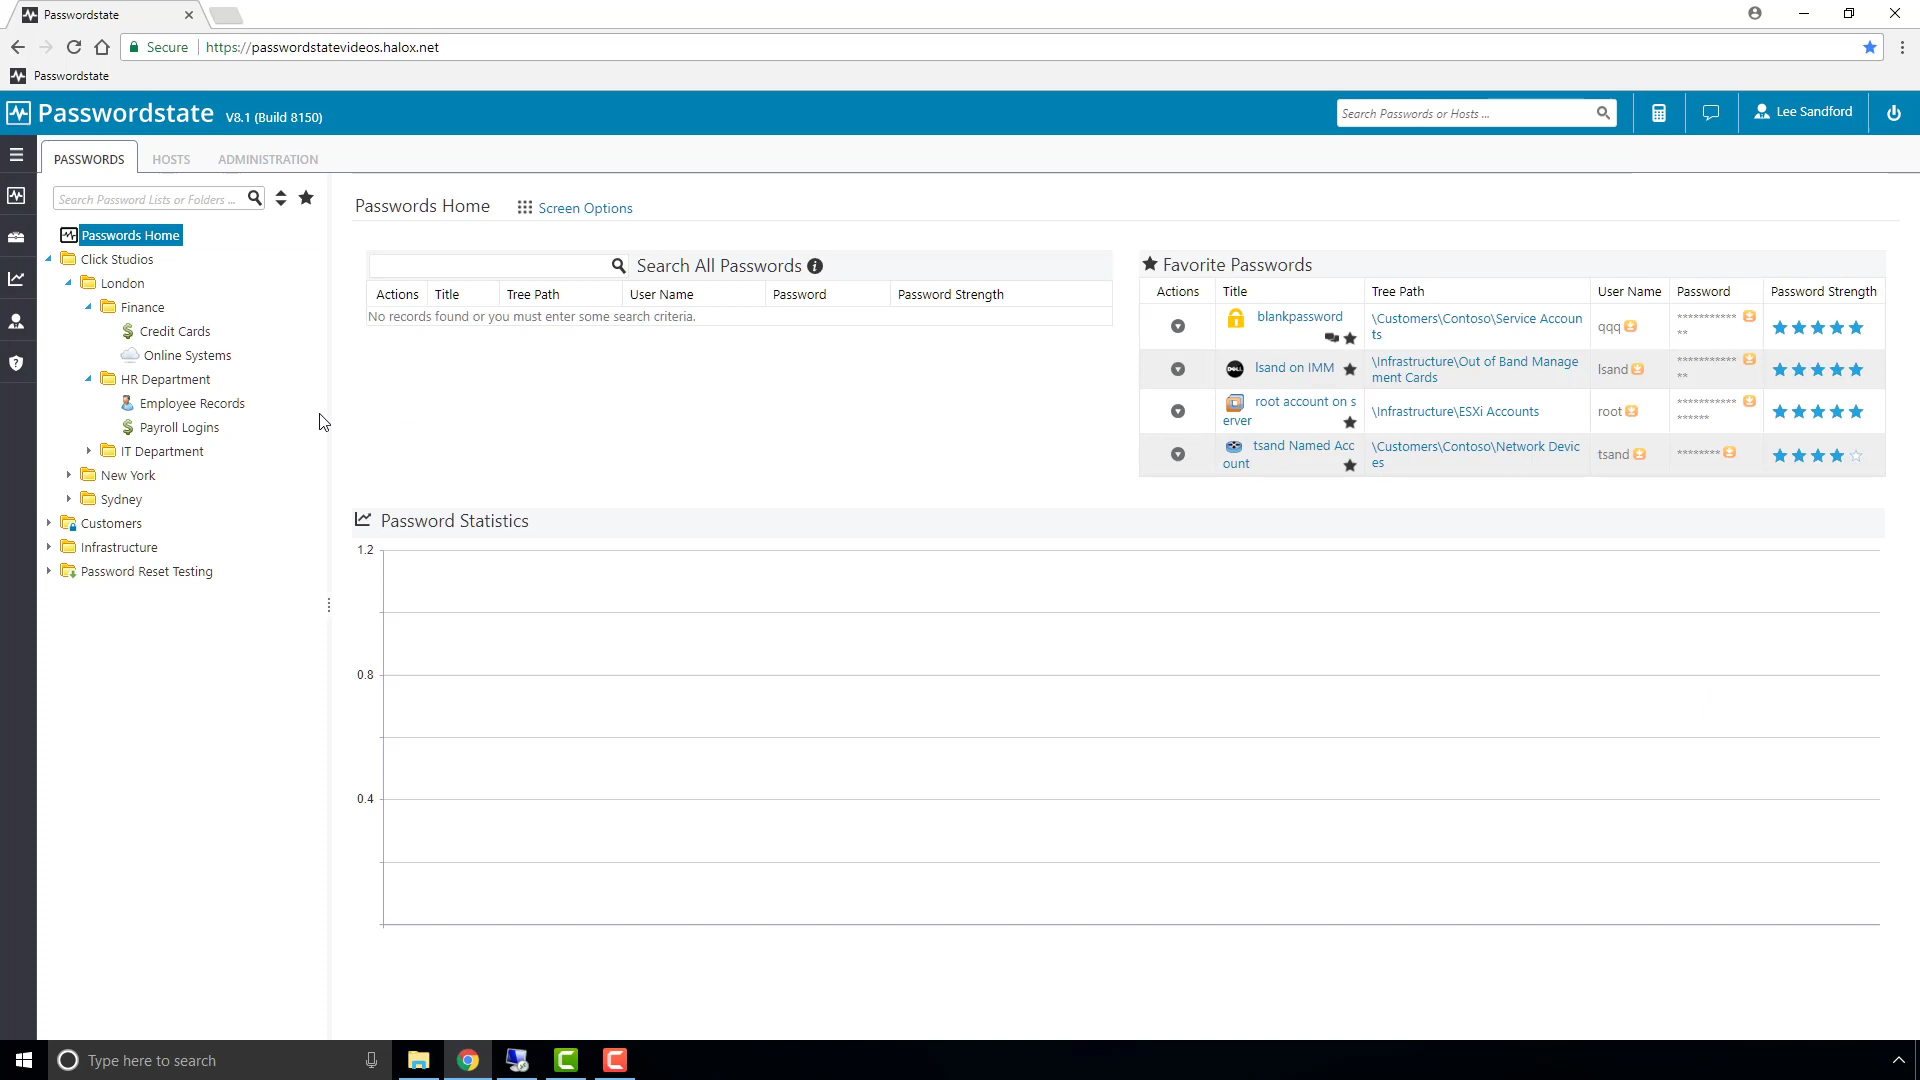 Passwordstate
Secure https://passwordstatevideos.halox.net
Passwordstate
Passwordstate V8.1 (Build 8150)
Search Passwords or Hosts ...
Lee Sandford
PASSWORDS HOSTS ADMINISTRATION
Search Password Lists or Folders ...
Passwords Home
Click Studios
London
Finance
Credit Cards
Online Systems
HR Department
Employee Records
Payroll Logins
IT Department
New York
Sydney
Customers
Infrastructure
Password Reset Testing
Passwords Home Screen Options
Search All Passwords
Actions Title Tree Path User Name Password Password Strength
No records found or you must enter some search criteria.
Favorite Passwords
Actions Title Tree Path User Name Password Password Strength
blankpassword \Customers\Contoso\Service Accoun
ts qqq ***********
**
DELL lsand on IMM \Infrastructure\Out of Band Manage
ment Cards lsand ***********
**
root account on s
erver \Infrastructure\ESXi Accounts root ***********
******
tsand Named Acc
ount \Customers\Contoso\Network Devic
es tsand ********
Password Statistics
1.2
0.8
0.4
Type here to search